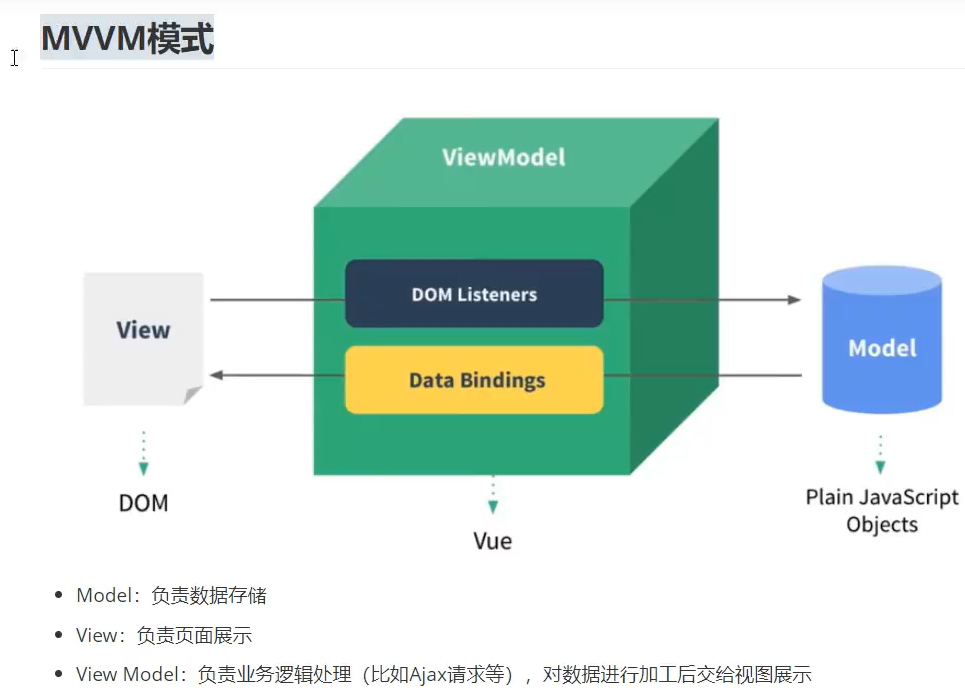 MVVM模式
ViewModel
DOM Listeners
View
Model
Data Bindings
DOM
Plain JavaScript
Objects
Vue
Model：负责数据存储
View：负责页面展示
View Model：负责业务逻辑处理（比如Ajax请求等），对数据进行加工后交给视图展示